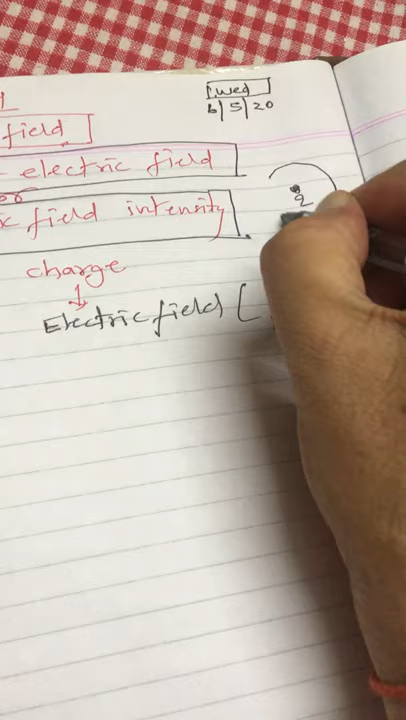 Wed
6|5|20
field
- electric field
c field intensity
q
charge
Electric field (